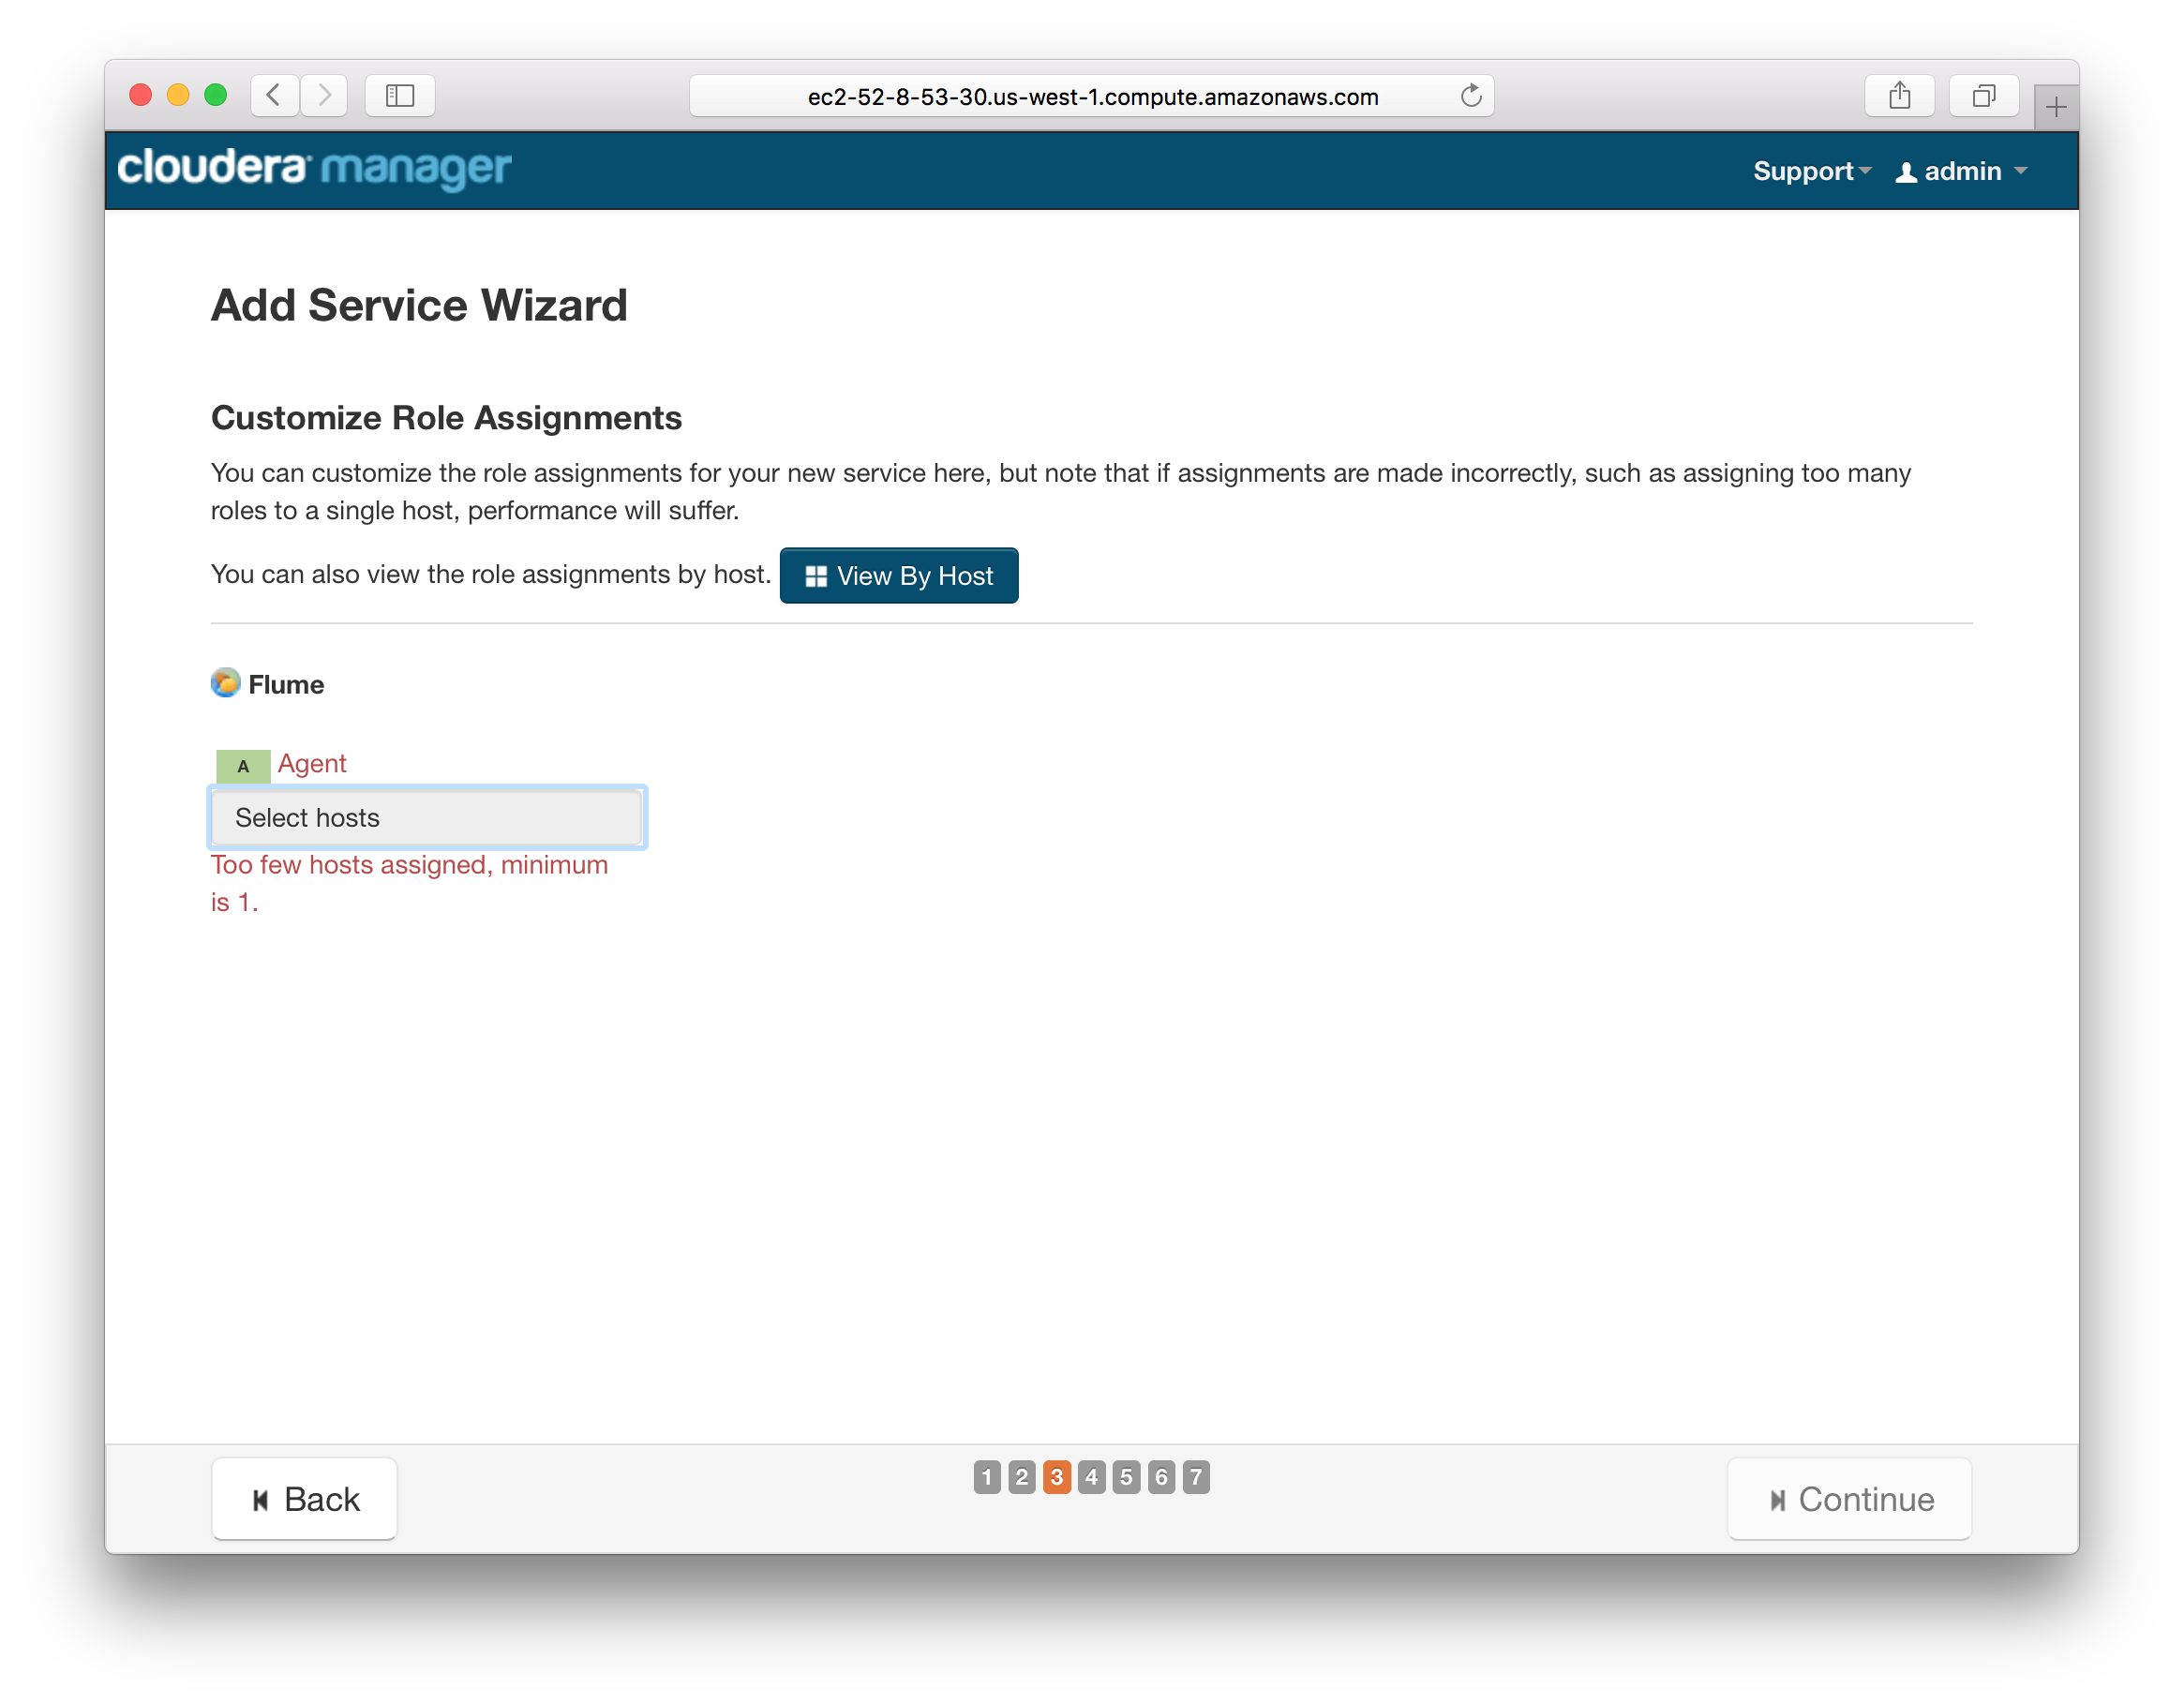 ec2-52-8-53-30.us-west-1.compute.amazonaws.com
cloudera manager
Support
admin
Add Service Wizard
Customize Role Assignments
You can customize the role assignments for your new service here, but note that if assignments are made incorrectly, such as assigning too many
roles to a single host, performance will suffer.
You can also view the role assignments by host.
View By Host
Flume
A Agent
Select hosts
Too few hosts assigned, minimum
is 1.
Back
1 2 3 4 5 6 7
Continue